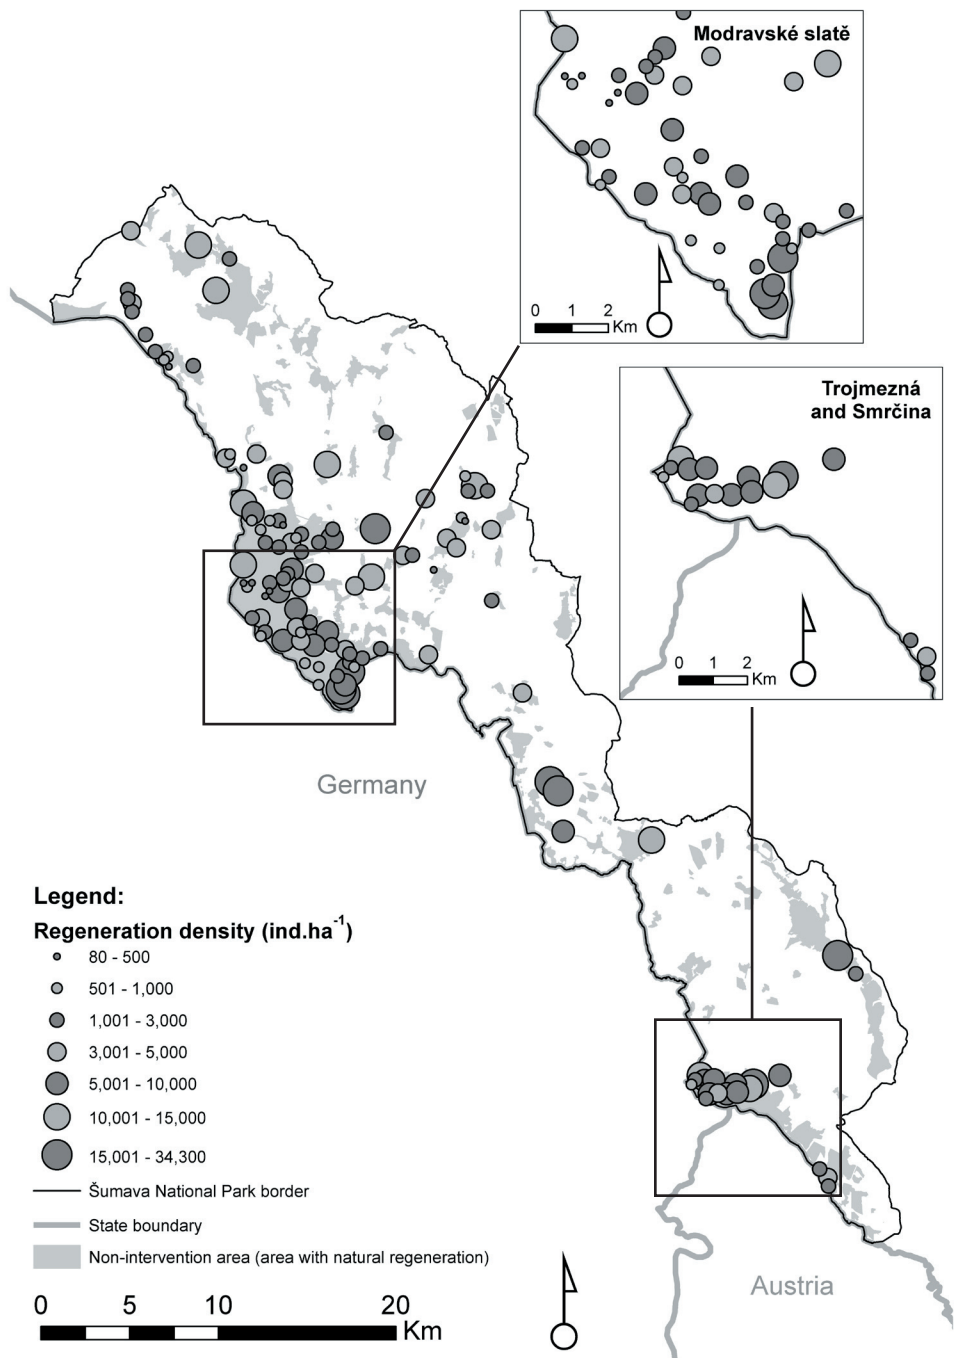 Modravské slatě
0 1 2
Km
Trojmezná
and Smrčina
0 1 2
Km
Germany
Legend:
Regeneration density (ind.ha-1)
80 - 500
501 - 1,000
1,001 - 3,000
3,001 - 5,000
5,001 - 10,000
10,001 - 15,000
15,001 - 34,300
Šumava National Park border
State boundary
Non-intervention area (area with natural regeneration)
0 5 10 20
Km
Austria